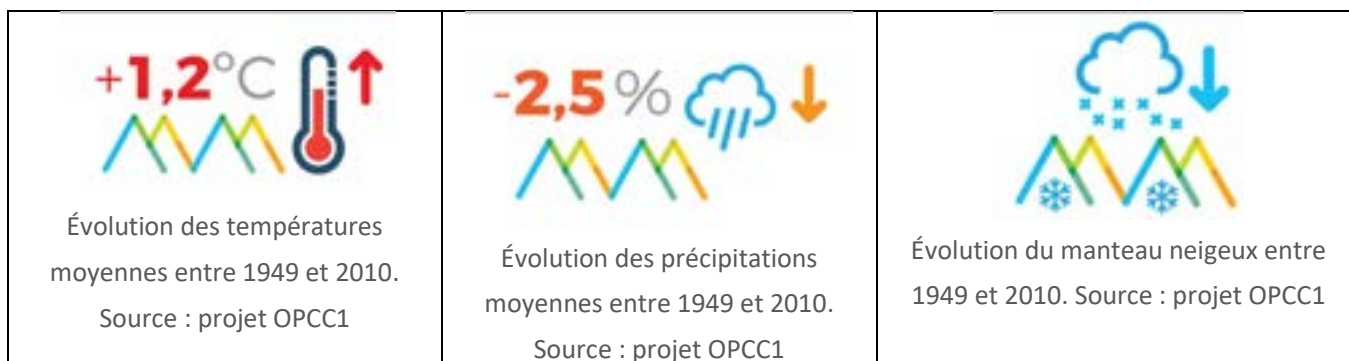 +1,2°C
Évolution des températures
moyennes entre 1949 et 2010.
Source : projet OPCC1
-2,5 %
Évolution des précipitations
moyennes entre 1949 et 2010.
Source : projet OPCC1
Évolution du manteau neigeux entre
1949 et 2010. Source : projet OPCC1